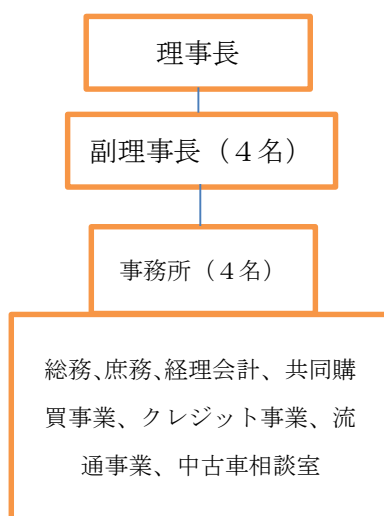 理事長
副理事長（４名）
事務所（４名）
総務、庶務、経理会計、共同購
買事業、クレジット事業、流
通事業、中古車相談室